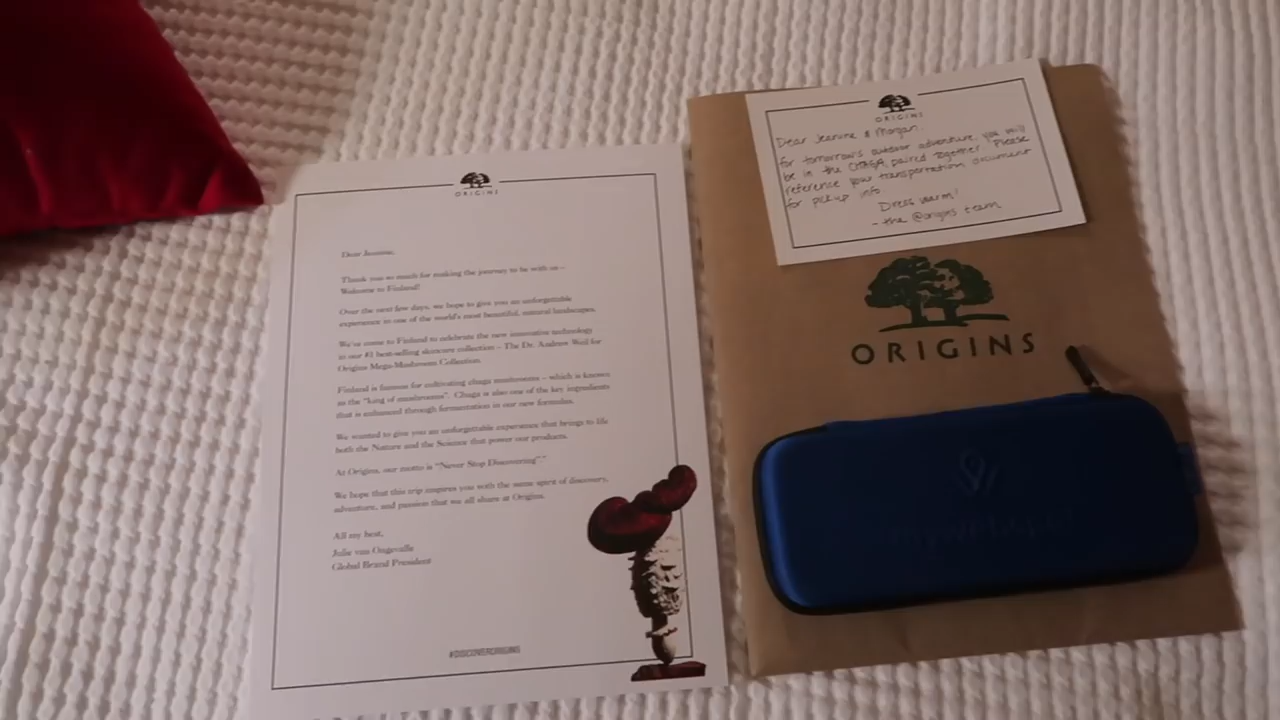 ORIGINS
Dear Jeanine,
Thank you so much for making the journey to be with us –
Welcome to Finland!
Over the next few days, we hope to give you an unforgettable
experience in one of the world's most beautiful, natural landscapes.
We've come to Finland to celebrate the new innovative technology
in our #1 best-selling skincare collection – The Dr. Andrew Weil for
Origins Mega-Mushroom Collection.
Finland is famous for cultivating chaga mushrooms – which is known
as the "king of mushrooms". Chaga is also one of the key ingredients
that is enhanced through fermentation in our new formulas.
We wanted to give you an unforgettable experience that brings to life
both the Nature and the Science that power our products.
At Origins, our motto is "Never Stop Discovering".
We hope that this trip inspires you with the same spirit of discovery,
adventure, and passion that we all share at Origins.
All my best,
Julie van Ongevalle
Global Brand President
#DISCOVERORIGINS
ORIGINS
Dear Jeanine & Morgan,
for tomorrow's outdoor adventure, you will
be in the CHAGA, paired together. Please
reference your transportation document
for pickup info.
Dress warm!
- the @origins team
ORIGINS